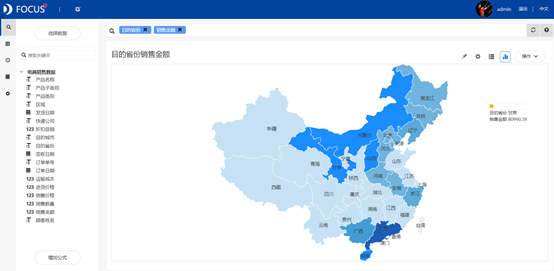 DFOCUS
admin
退出
中文
选择数据
目的省份
销售金额
搜索关键词
目的省份销售金额
操作
电商销售数据
产品名称
产品子类别
产品类别
区域
发货日期
快递公司
123 折扣促销
目的城市
目的省份
签收日期
订单单号
订单日期
123 运输成本
123 进货价格
123 销售价格
123 销售数量
123 销售金额
顾客姓名
增加公式
黑龙江
吉林
辽宁
内蒙古
新疆
北京
天津
河北
山西
山东
宁夏
青海
甘肃
陕西
河南
江苏
西藏
四川
重庆
湖北
安徽
上海
浙江
湖南
江西
贵州
福建
云南
广西
台湾
香港
澳门
海南
目的省份:甘肃
销售金额:80990.39